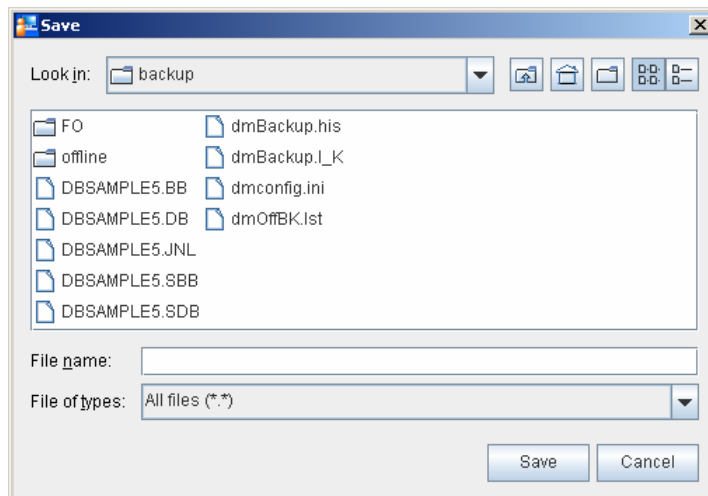 Save
Look in: backup
FO
offline
DBSAMPLE5.BB
DBSAMPLE5.DB
DBSAMPLE5.JNL
DBSAMPLE5.SBB
DBSAMPLE5.SDB
dmBackup.his
dmBackup.I_K
dmconfig.ini
dmOffBK.lst
File name:
File of types: All files (*.*)
Save Cancel